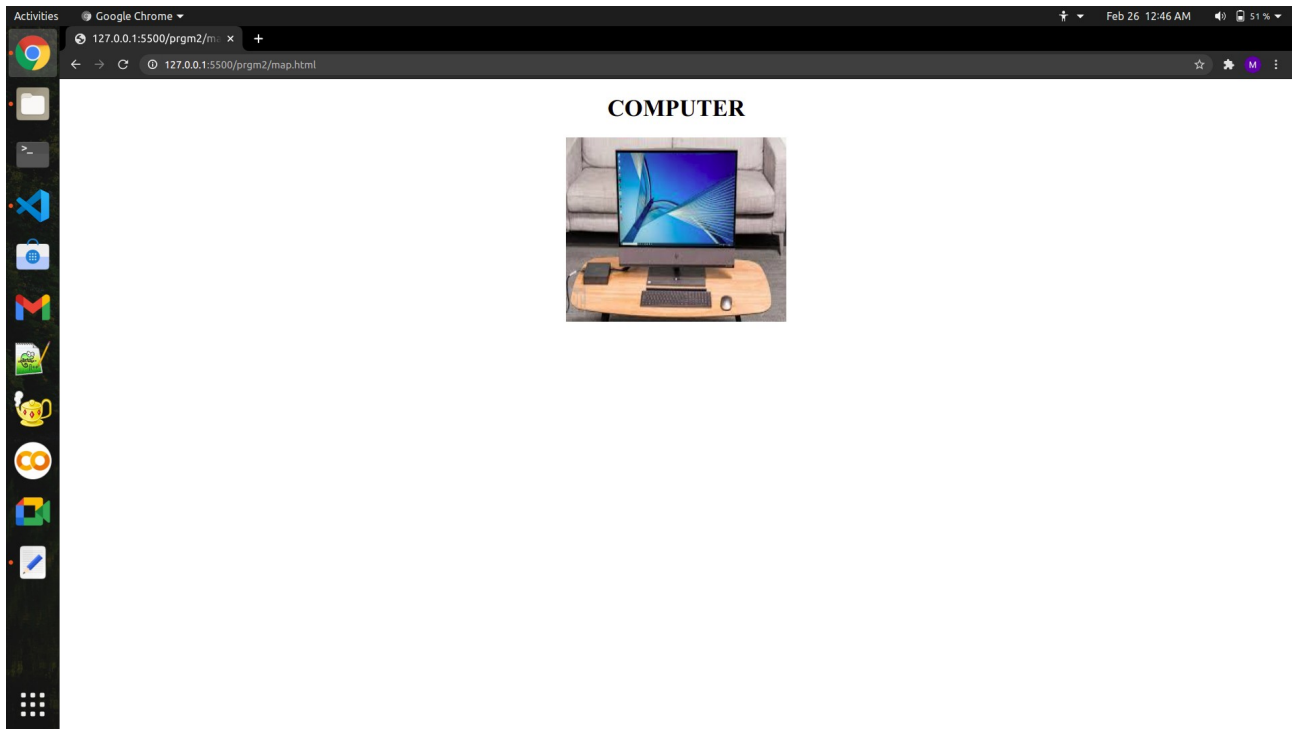 Activities Google Chrome Feb 26 12:46 AM 51 %
127.0.0.1:5500/prgm2/ma
127.0.0.1:5500/prgm2/map.html M
COMPUTER